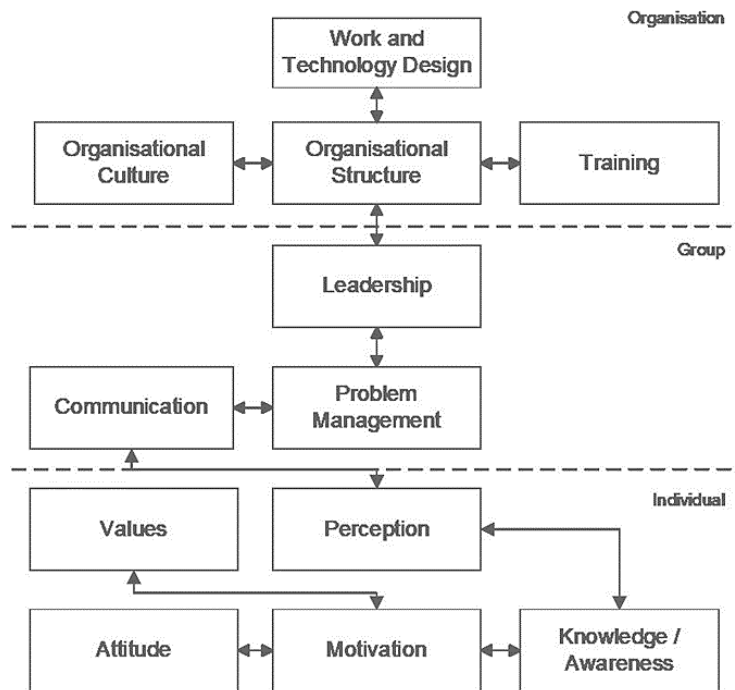 Organisation
Work and
Technology Design
Organisational
Culture
Organisational
Structure
Training
Group
Leadership
Communication
Problem
Management
Individual
Values
Perception
Attitude
Motivation
Knowledge /
Awareness